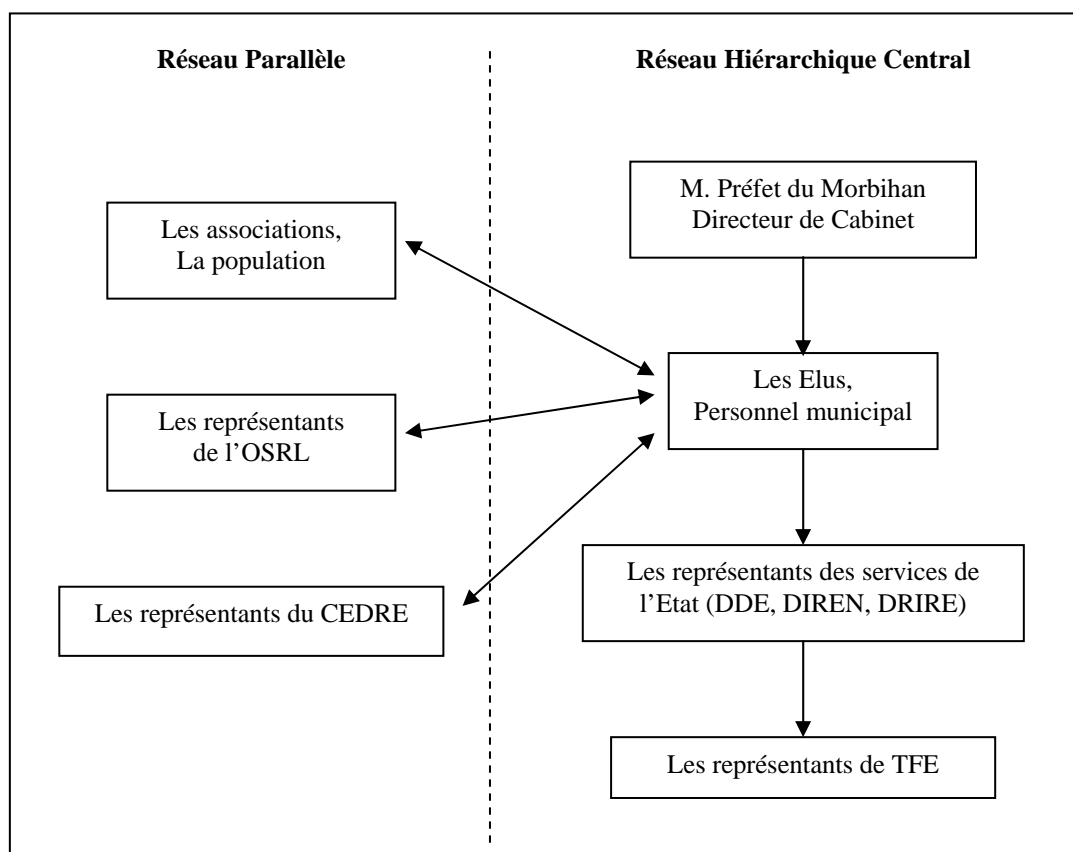 Réseau Parallèle
Réseau Hiérarchique Central
M. Préfet du Morbihan
Directeur de Cabinet
Les associations,
La population
Les Elus,
Personnel municipal
Les représentants
de l’OSRL
Les représentants des services de
l’Etat (DDE, DIREN, DRIRE)
Les représentants du CEDRE
Les représentants de TFE